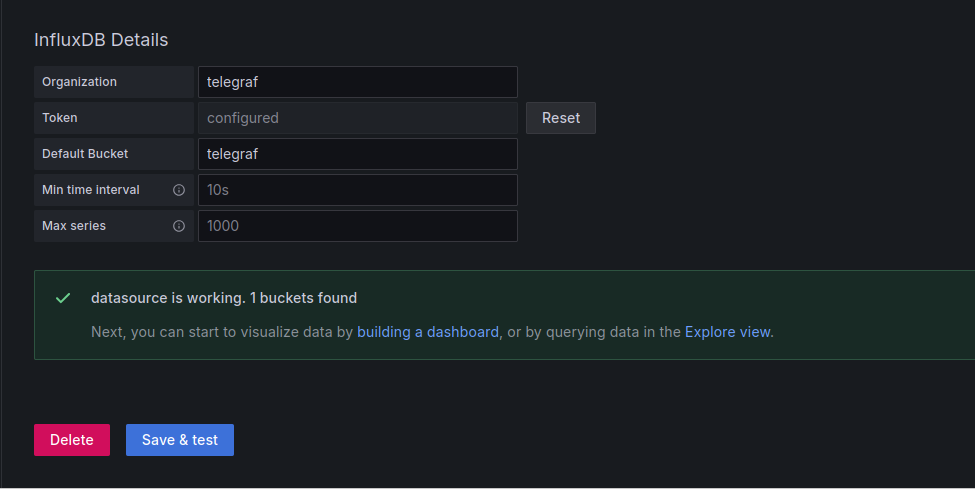 InfluxDB Details
Organization telegraf
Token configured Reset
Default Bucket telegraf
Min time interval 10s
Max series 1000
datasource is working. 1 buckets found
Next, you can start to visualize data by building a dashboard, or by querying data in the Explore view.
Delete Save & test